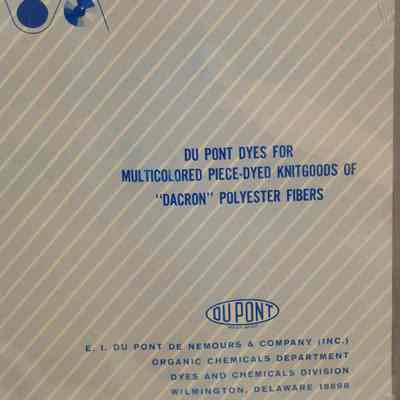 DU PONT DYES FOR
MULTICOLORED PIECE-DYED KNITGOODS OF
"DACRON" POLYESTER FIBERS
DU PONT
E. I. DU PONT DE NEMOURS & COMPANY (INC.)
ORGANIC CHEMICALS DEPARTMENT
DYES AND CHEMICALS DIVISION
WILMINGTON, DELAWARE 19898